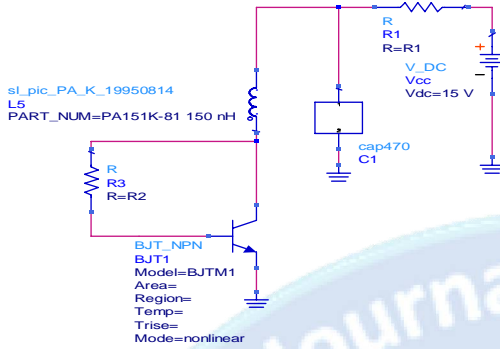 R
R1
R=R1
V_DC
Vcc
Vdc=15 V
sl_pic_PA_K_19950814
L5
PART_NUM=PA151K-81 150 nH
cap470
C1
R
R3
R=R2
BJT_NPN
BJT1
Model=BJTM1
Area=
Region=
Temp=
Trise=
Mode=nonlinear
Journa